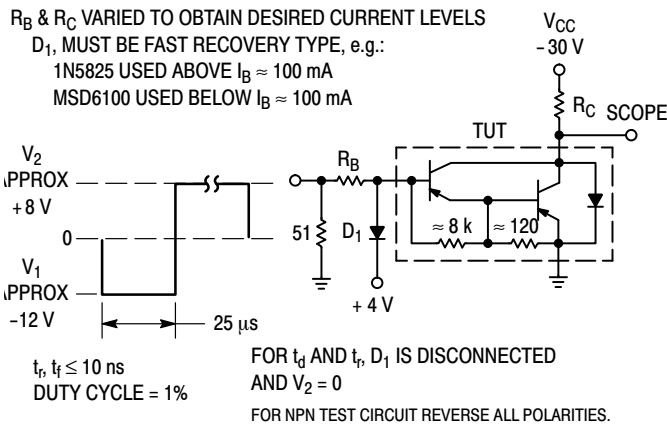 R_B & R_C VARIED TO OBTAIN DESIRED CURRENT LEVELS
D_1, MUST BE FAST RECOVERY TYPE, e.g.:
1N5825 USED ABOVE I_B ≈ 100 mA
MSD6100 USED BELOW I_B ≈ 100 mA
V_CC
- 30 V
R_C
SCOPE
TUT
V_2
APPROX
+8 V
0
V_1
APPROX
-12 V
R_B
51
D_1
+ 4 V
≈ 8 k
≈ 120
25 μs
t_r, t_f ≤ 10 ns
DUTY CYCLE = 1%
FOR t_d AND t_r, D_1 IS DISCONNECTED
AND V_2 = 0
FOR NPN TEST CIRCUIT REVERSE ALL POLARITIES.